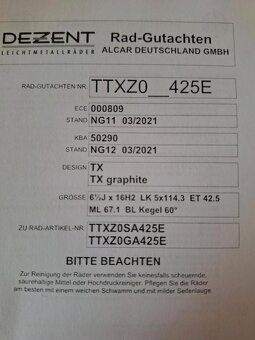 DEZENT
LEICHTMETALLRÄDER
Rad-Gutachten
ALCAR DEUTSCHLAND GMBH
RAD-GUTACHTEN NR. TTXZ0__425E
ECE 000809
STAND NG11 03/2021
KBA 50290
STAND NG12 03/2021
DESIGN TX
TX graphite
GRÖSSE 6½J x 16H2 LK 5x114.3 ET 42.5
ML 67.1 BL Kegel 60°
ZU RAD-ARTIKEL-NR. TTXZ0SA425E
TTXZ0GA425E
BITTE BEACHTEN
Zur Reinigung der Räder verwenden Sie keinesfalls scheuernde,
säurehaltige Mittel oder Hochdruckreiniger. Pflegen Sie die Räder
am besten mit einem weichen Schwamm und mit milder Seifenlauge.